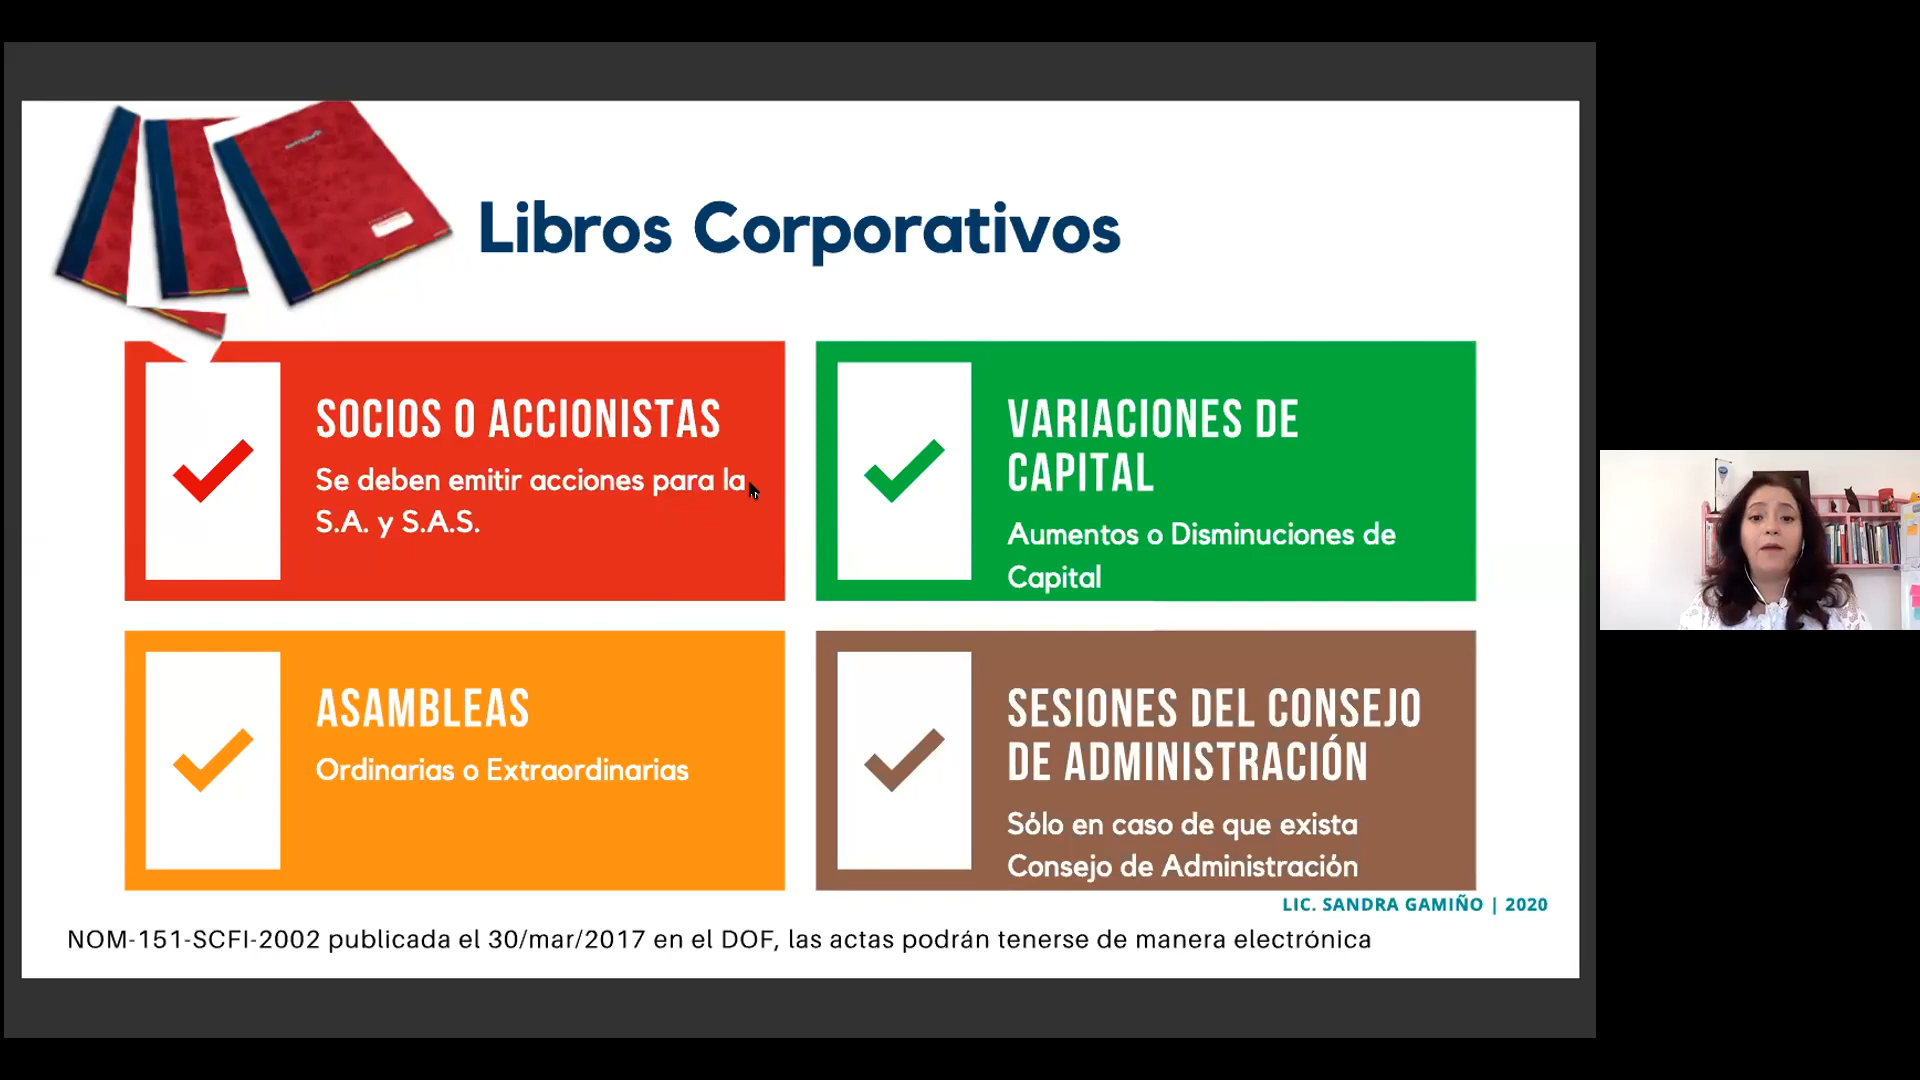 Libros Corporativos
SOCIOS O ACCIONISTAS
Se deben emitir acciones para la
S.A. y S.A.S.
VARIACIONES DE
CAPITAL
Aumentos o Disminuciones de
Capital
ASAMBLEAS
Ordinarias o Extraordinarias
SESIONES DEL CONSEJO
DE ADMINISTRACIÓN
Sólo en caso de que exista
Consejo de Administración
LIC. SANDRA GAMIÑO | 2020
NOM-151-SCFI-2002 publicada el 30/mar/2017 en el DOF, las actas podrán tenerse de manera electrónica